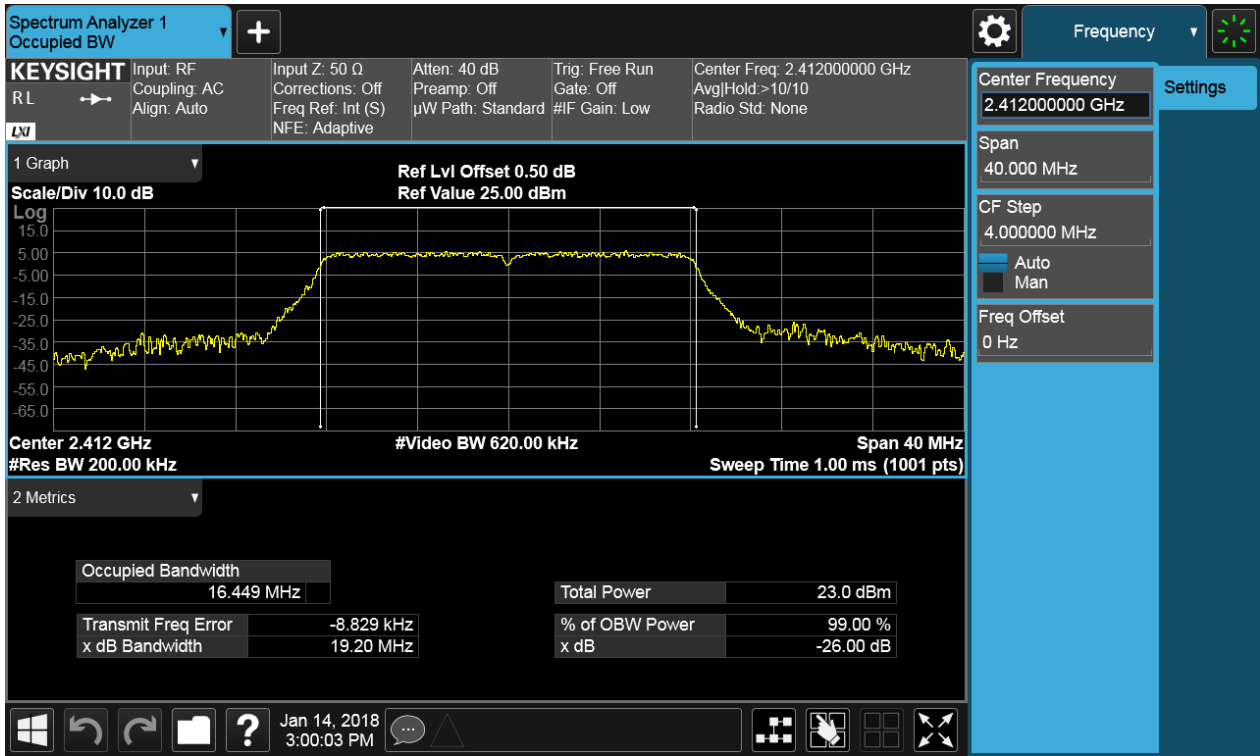 Spectrum Analyzer 1
Occupied BW
Frequency
KEYSIGHT
RL
LXI
Input: RF
Coupling: AC
Align: Auto
Input Z: 50 Ω
Corrections: Off
Freq Ref: Int (S)
NFE: Adaptive
Atten: 40 dB
Preamp: Off
µW Path: Standard
Trig: Free Run
Gate: Off
#IF Gain: Low
Center Freq: 2.412000000 GHz
Avg|Hold:>10/10
Radio Std: None
Center Frequency
2.412000000 GHz
Settings
Span
40.000 MHz
CF Step
4.000000 MHz
Auto
Man
Freq Offset
0 Hz
1 Graph
Scale/Div 10.0 dB
Ref Lvl Offset 0.50 dB
Ref Value 25.00 dBm
Log
15.0
5.00
-5.00
-15.0
-25.0
-35.0
-45.0
-55.0
-65.0
Center 2.412 GHz
#Video BW 620.00 kHz
Span 40 MHz
#Res BW 200.00 kHz
Sweep Time 1.00 ms (1001 pts)
2 Metrics
Occupied Bandwidth
16.449 MHz
Total Power 23.0 dBm
Transmit Freq Error -8.829 kHz
% of OBW Power 99.00 %
x dB Bandwidth 19.20 MHz
x dB -26.00 dB
?
Jan 14, 2018
3:00:03 PM